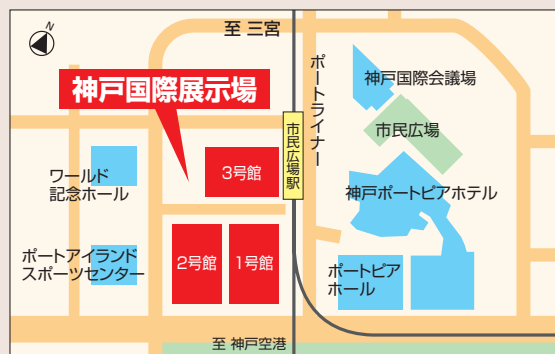 N
至 三宮
神戸国際展示場
ポートライナー
神戸国際会議場
市民広場
市民広場駅
3号館
ワールド
記念ホール
神戸ポートピアホテル
ポートアイランド
スポーツセンター
2号館
1号館
ポートピア
ホール
至 神戸空港